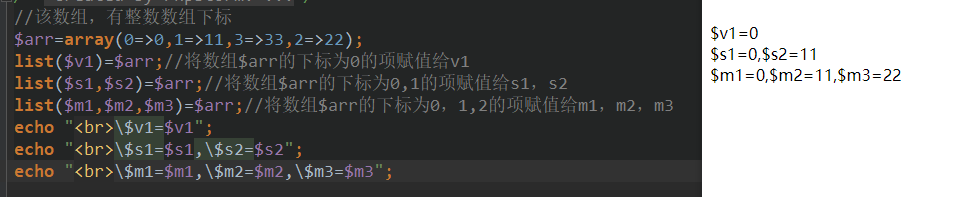 //该数组，有整数数组下标
$arr=array(0=>0,1=>11,3=>33,2=>22);
list($v1)=$arr;//将数组$arr的下标为0的项赋值给v1
list($s1,$s2)=$arr;//将数组$arr的下标为0,1的项赋值给s1，s2
list($m1,$m2,$m3)=$arr;//将数组$arr的下标为0，1,2的项赋值给m1，m2，m3
echo "<br>\$v1=$v1";
echo "<br>\$s1=$s1,\$s2=$s2";
echo "<br>\$m1=$m1,\$m2=$m2,\$m3=$m3";
$v1=0
$s1=0,$s2=11
$m1=0,$m2=11,$m3=22